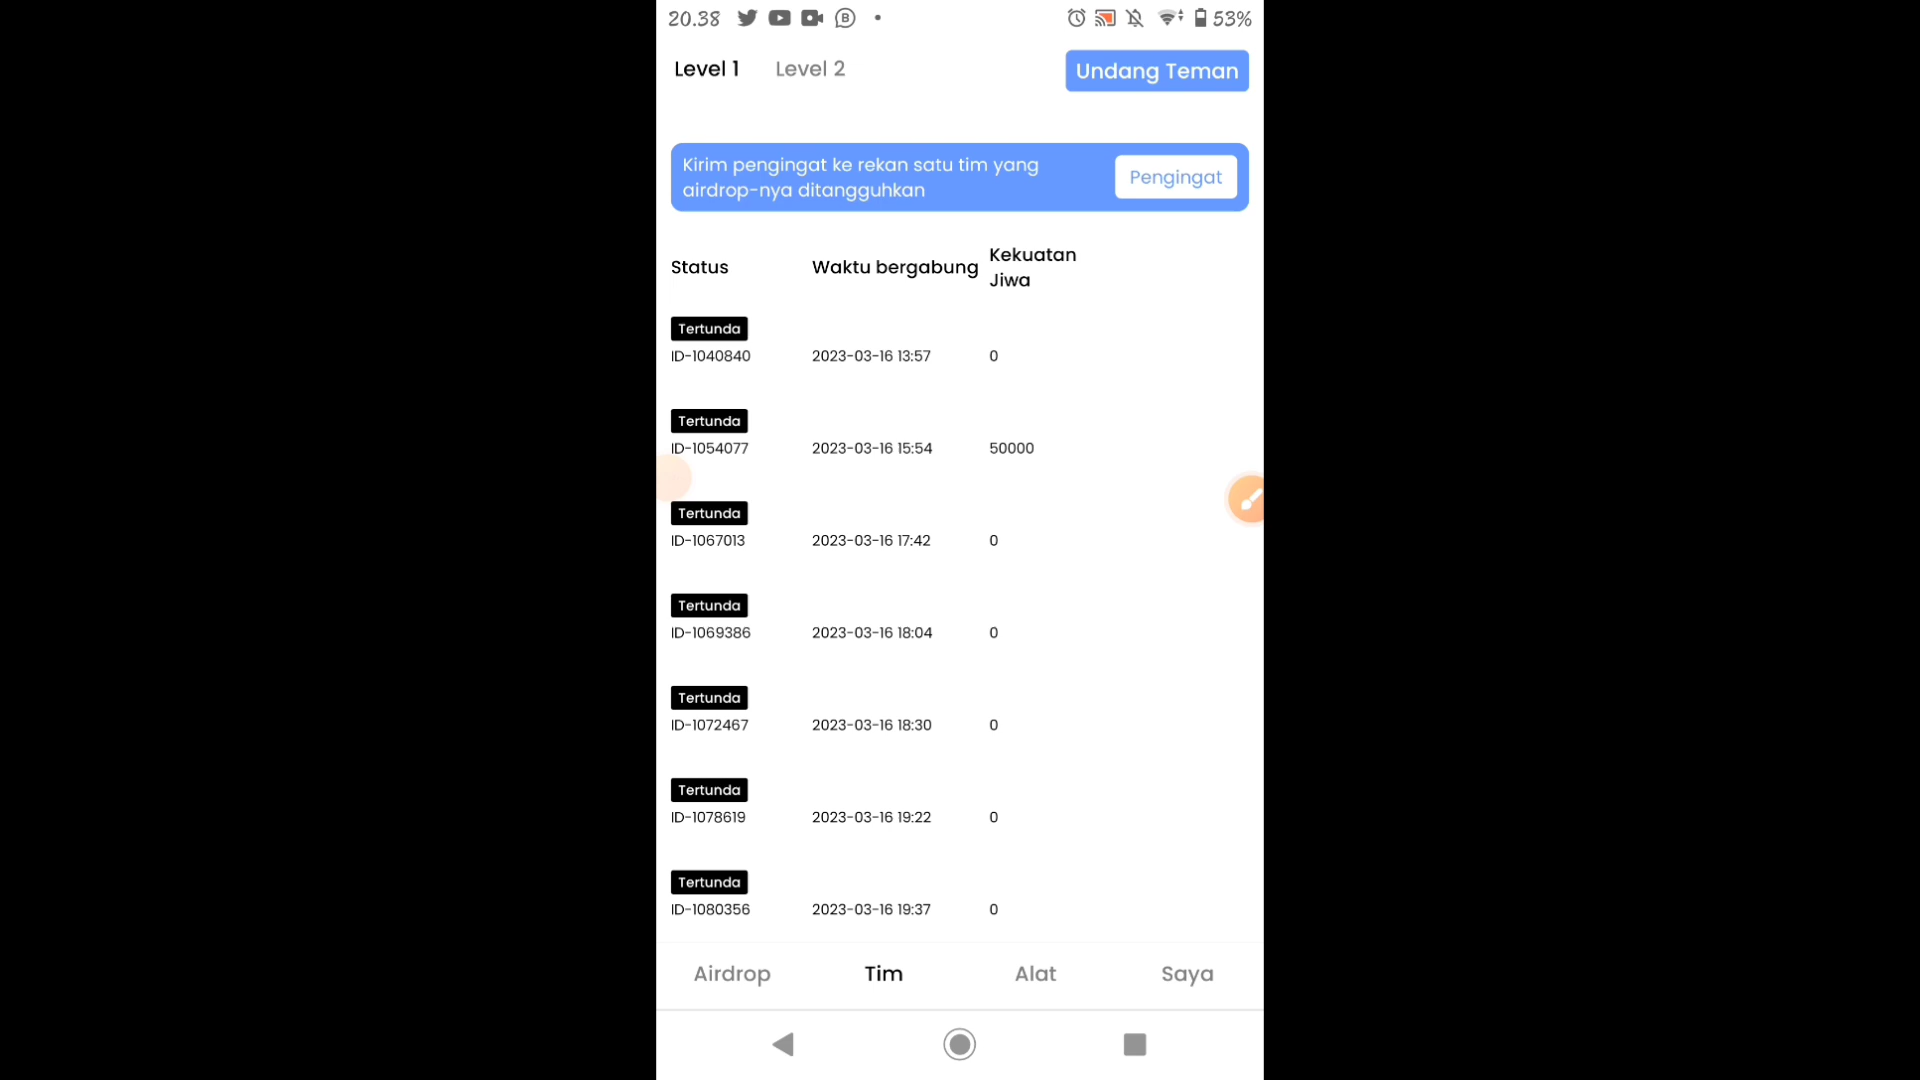 20.38
53%
Level 1 Level 2 Undang Teman
Kirim pengingat ke rekan satu tim yang
airdrop-nya ditangguhkan
Pengingat
Status Waktu bergabung Kekuatan
Jiwa
Tertunda
ID-1040840 2023-03-16 13:57 0
Tertunda
ID-1054077 2023-03-16 15:54 50000
Tertunda
ID-1067013 2023-03-16 17:42 0
Tertunda
ID-1069386 2023-03-16 18:04 0
Tertunda
ID-1072467 2023-03-16 18:30 0
Tertunda
ID-1078619 2023-03-16 19:22 0
Tertunda
ID-1080356 2023-03-16 19:37 0
Airdrop Tim Alat Saya